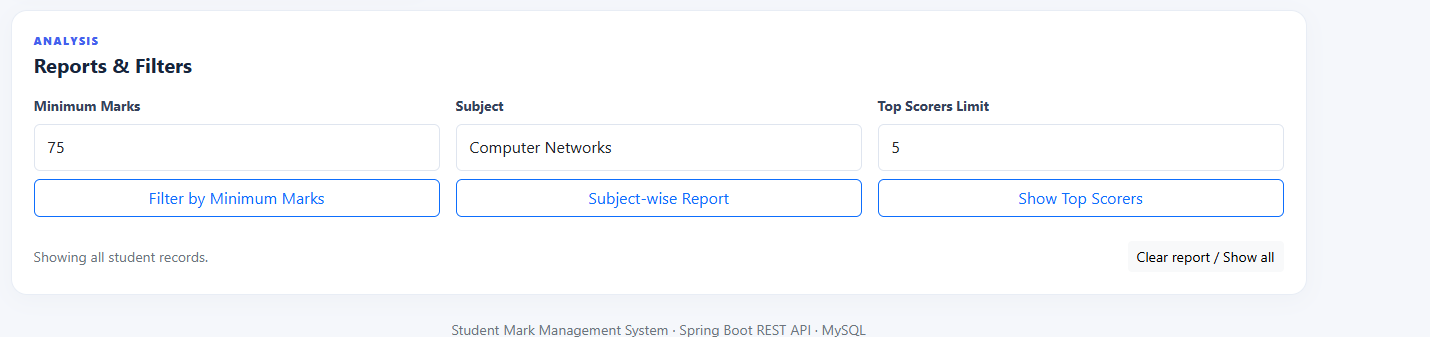 ANALYSIS
Reports & Filters
Minimum Marks
75
Filter by Minimum Marks
Subject
Computer Networks
Subject-wise Report
Top Scorers Limit
5
Show Top Scorers
Showing all student records.
Clear report / Show all
Student Mark Management System · Spring Boot REST API · MySQL